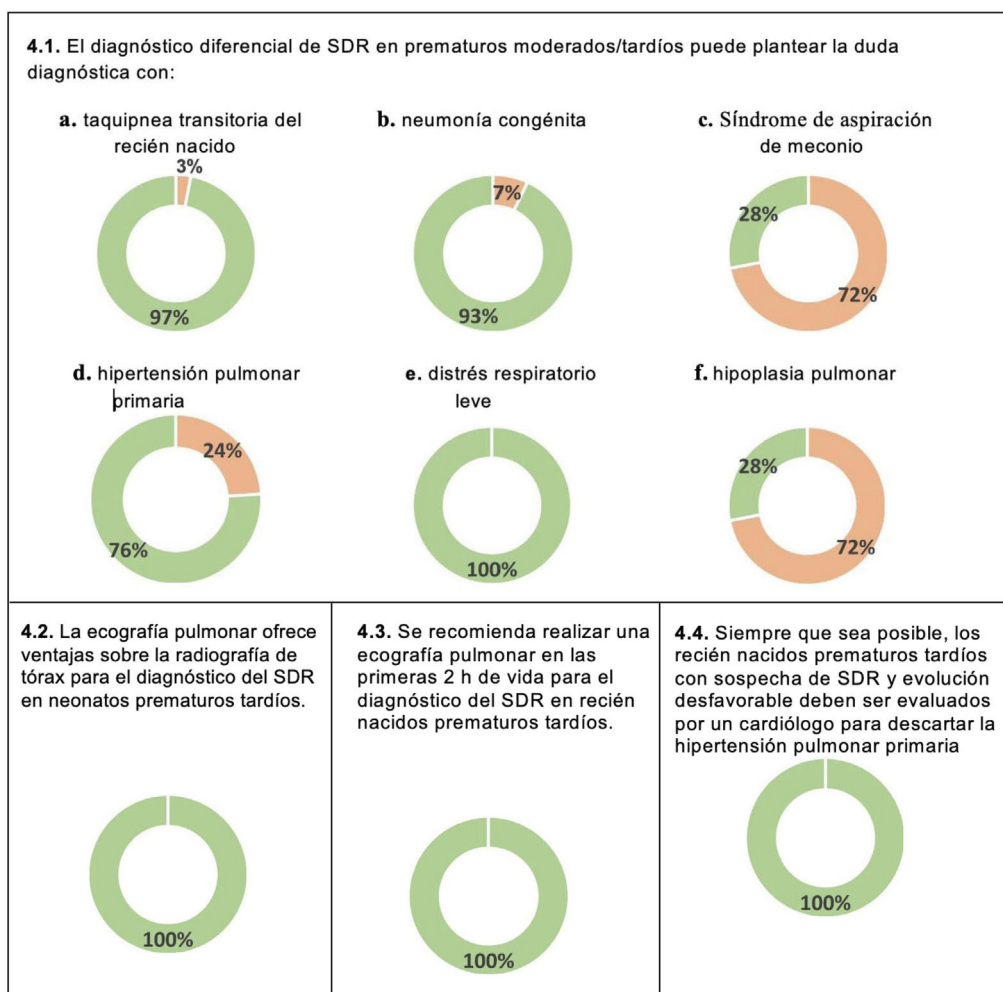 4.1. El diagnóstico diferencial de SDR en prematuros moderados/tardíos puede plantear la duda
diagnóstica con:
a. taquipnea transitoria del
recién nacido
3%
97%
b. neumonía congénita
7%
93%
c. Síndrome de aspiración
de meconio
28%
72%
d. hipertensión pulmonar
primaria
24%
76%
e. distrés respiratorio
leve
100%
f. hipoplasia pulmonar
28%
72%
4.2. La ecografía pulmonar ofrece
ventajas sobre la radiografía de
tórax para el diagnóstico del SDR
en neonatos prematuros tardíos.
100%
4.3. Se recomienda realizar una
ecografía pulmonar en las
primeras 2 h de vida para el
diagnóstico del SDR en recién
nacidos prematuros tardíos.
100%
4.4. Siempre que sea posible, los
recién nacidos prematuros tardíos
con sospecha de SDR y evolución
desfavorable deben ser evaluados
por un cardiólogo para descartar la
hipertensión pulmonar primaria
100%